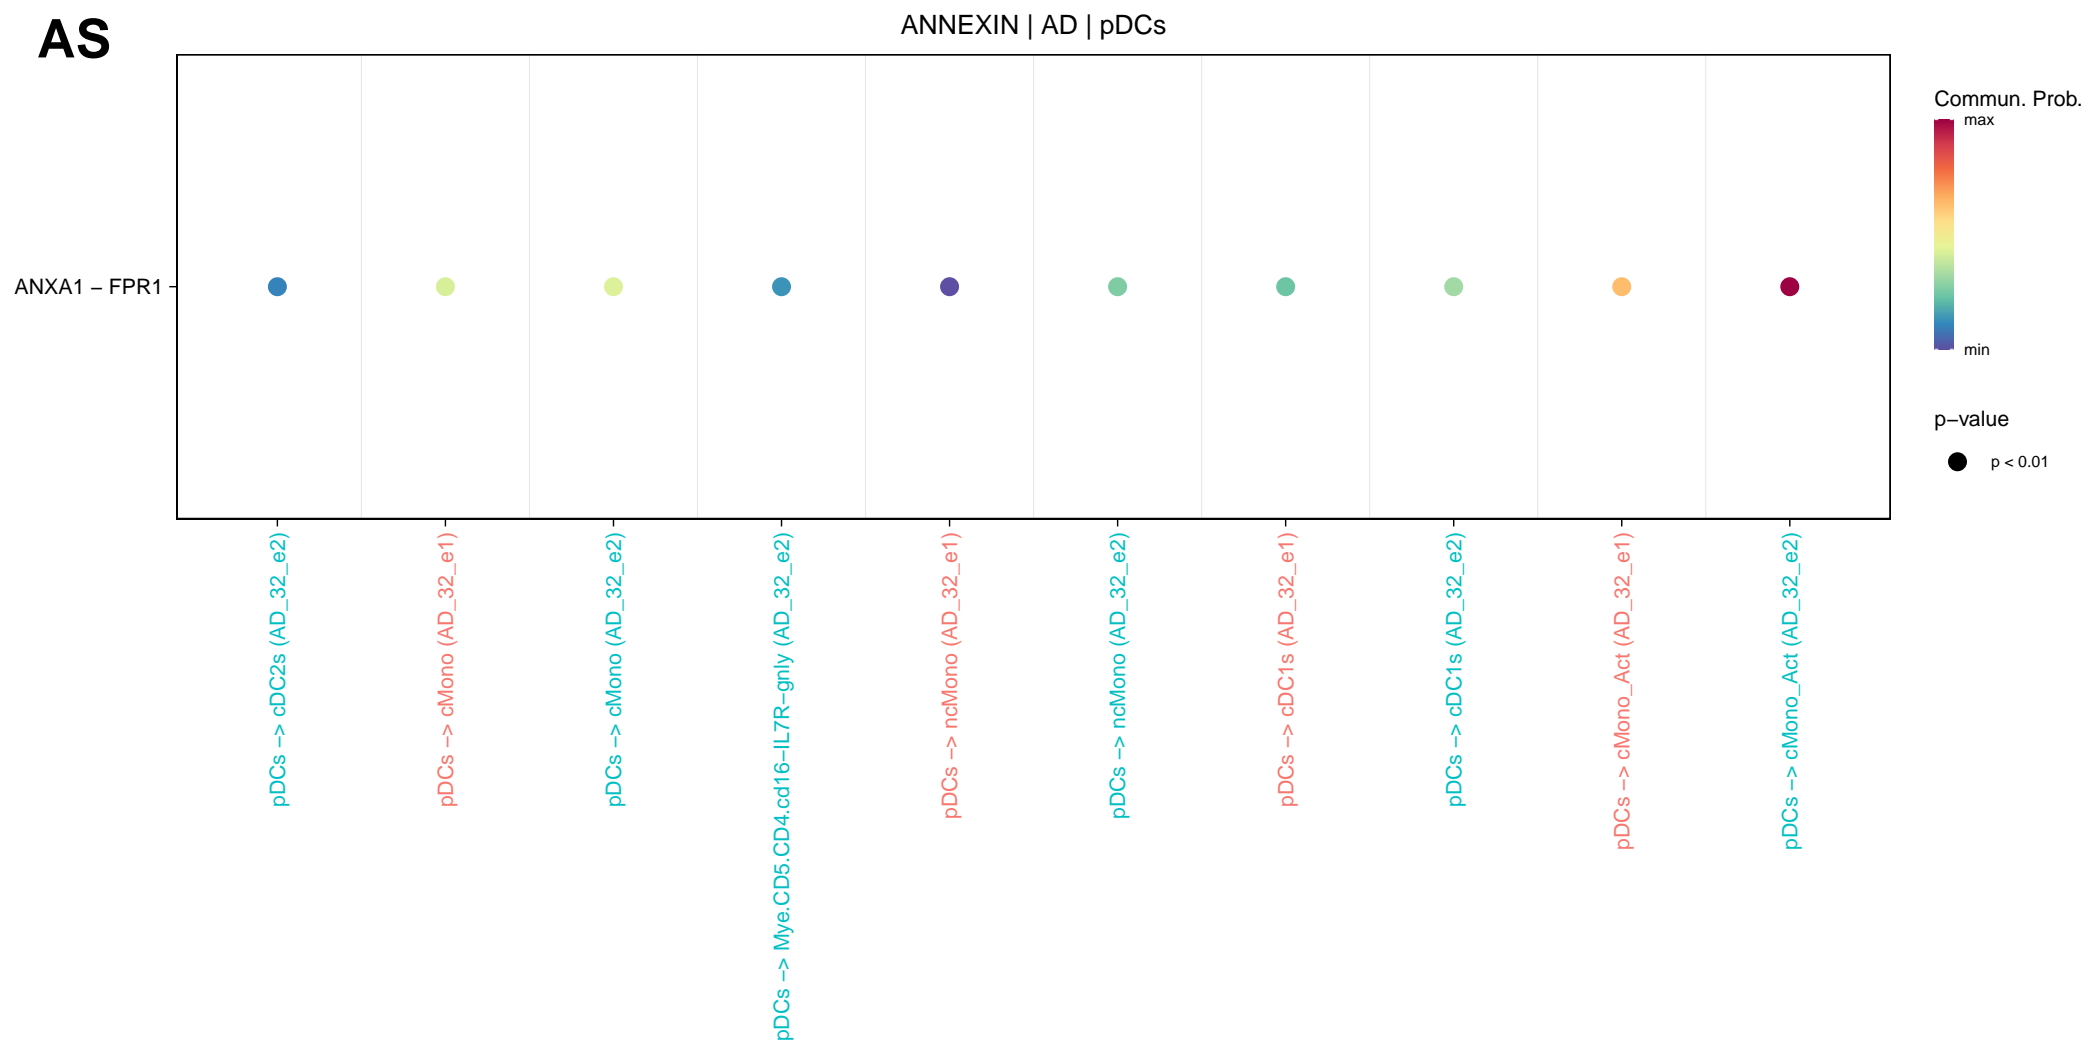 AS
ANNEXIN | AD | pDCs
ANXA1 − FPR1
pDCs −> cDC2s (AD_32_e2)
pDCs −> cMono (AD_32_e1)
pDCs −> cMono (AD_32_e2)
pDCs −> Mye.CD5.CD4.cd16−IL7R−gnly (AD_32_e2)
pDCs −> ncMono (AD_32_e1)
pDCs −> ncMono (AD_32_e2)
pDCs −> cDC1s (AD_32_e1)
pDCs −> cDC1s (AD_32_e2)
pDCs −> cMono_Act (AD_32_e1)
pDCs −> cMono_Act (AD_32_e2)
Commun. Prob.
max
min
p−value
p < 0.01